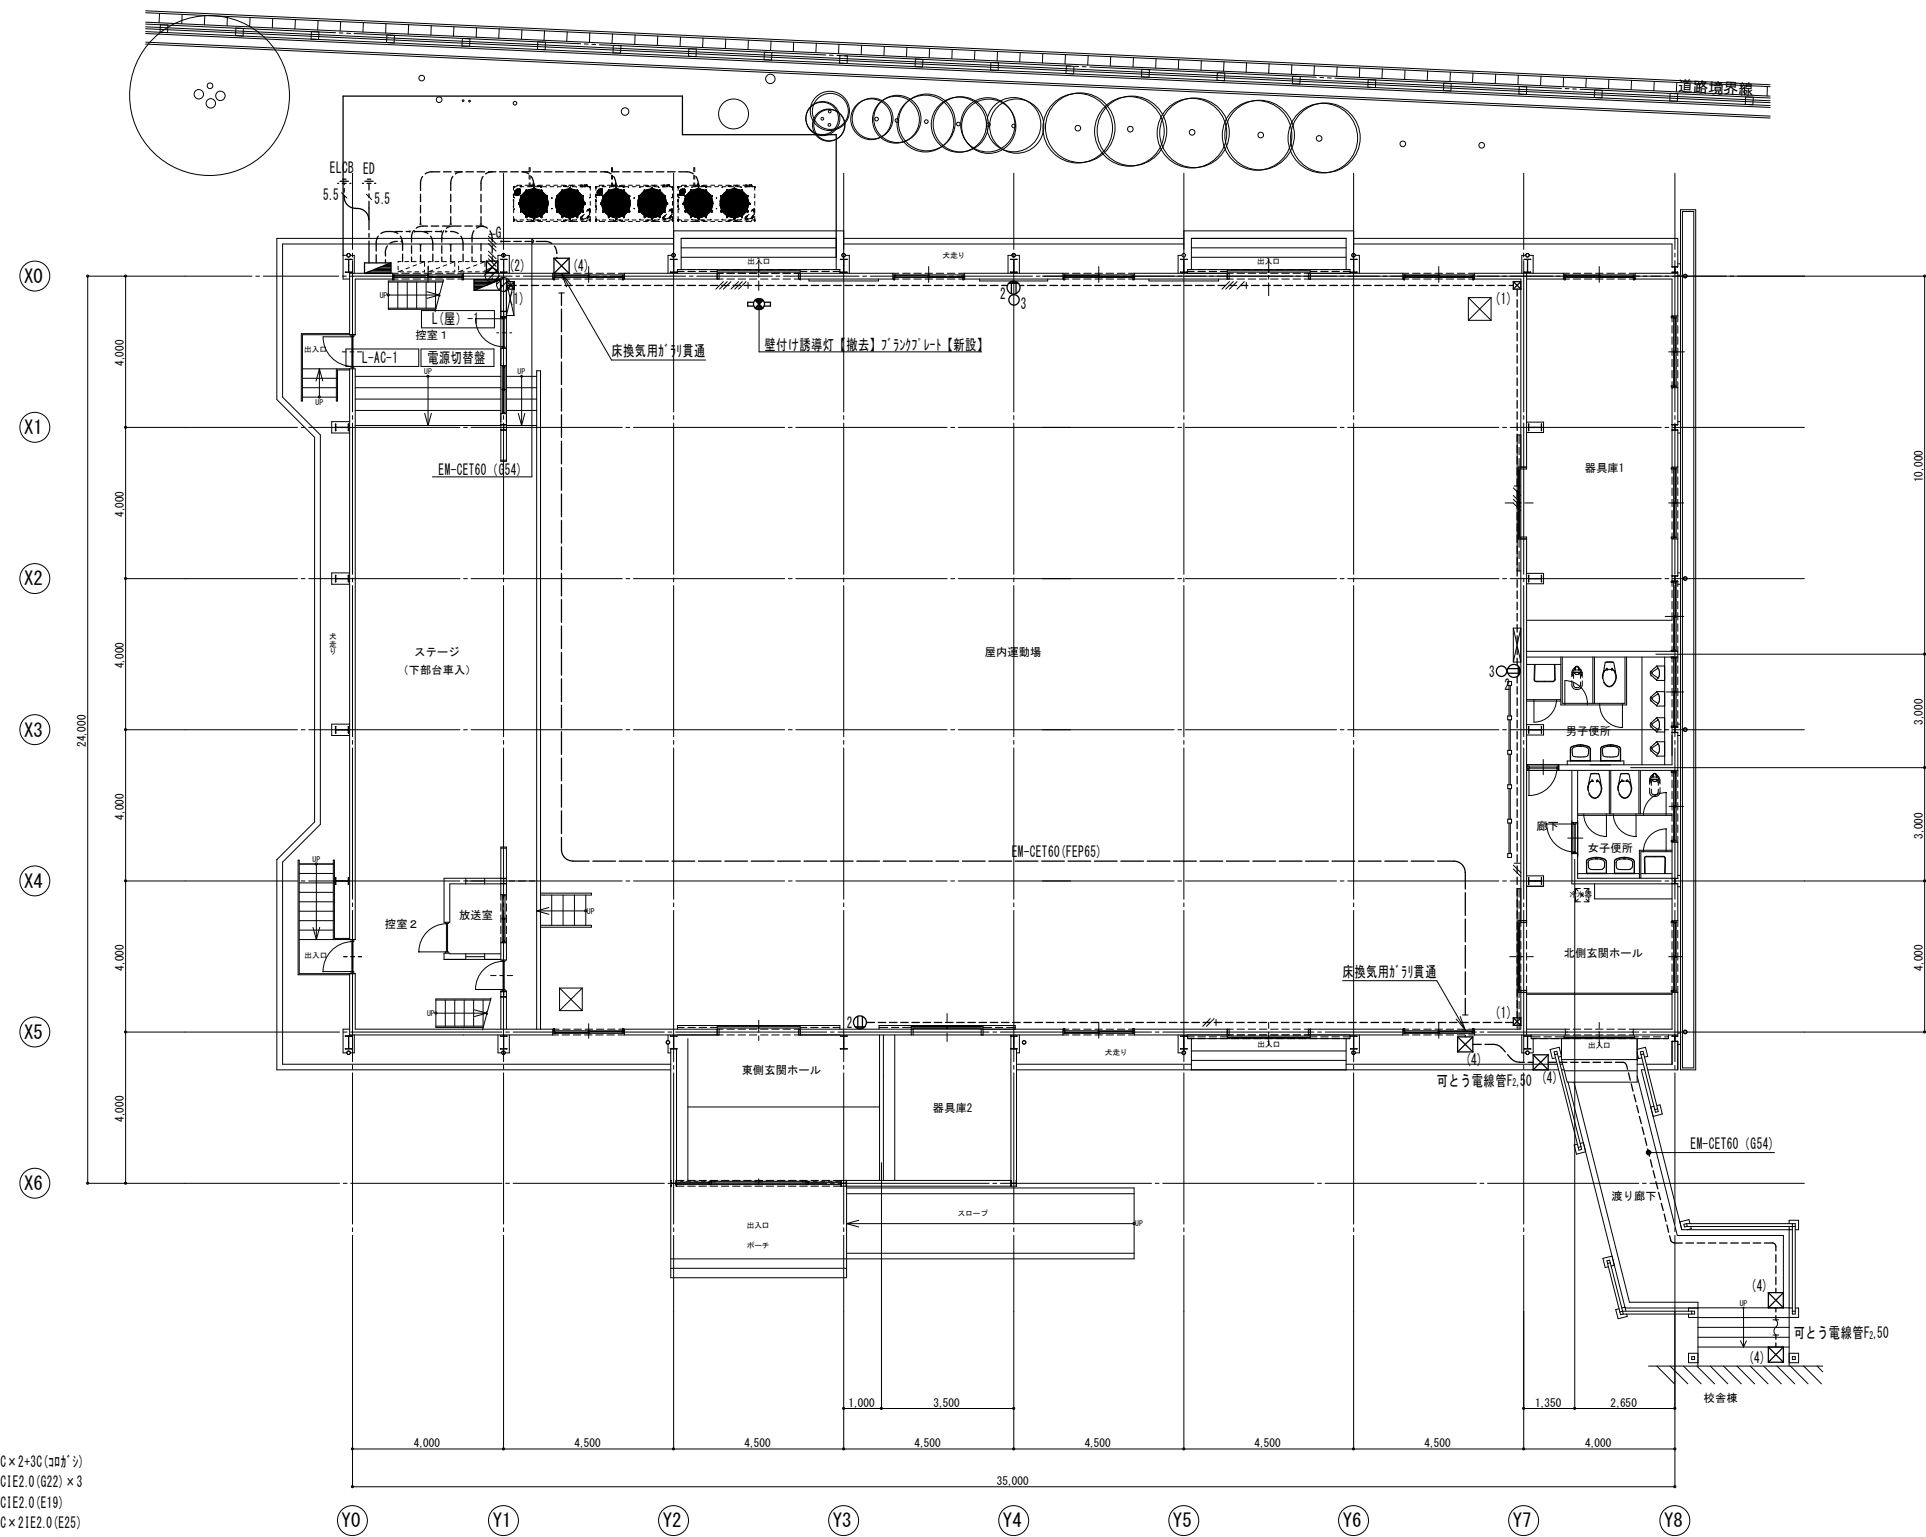 道路境界線
ELCB ED
5.5 5.5
G
(2) (4)
出入口
犬走り
出入口
X0
UP
(1)
2
3
(1)
L(屋)-1
控室１
出入口
L-AC-1
電源切替盤
床換気用ｶﾞﾗﾘ貫通
壁付け誘導灯【撤去】ﾌﾞﾗﾝｸﾌﾟﾚｰﾄ【新設】
4,000
UP
UP
UP
X1
EM-CET60 (G54)
器具庫1
10,000
4,000
X2
犬走り
ステージ
(下部台車入)
屋内運動場
4,000
3
2
24,000
X3
男子便所
3,000
4,000
廊下
女子便所
3,000
EM-CET60(FEP65)
UP
X4
控室２
放送室
UP
出入口
北側玄関ホール
4,000
4,000
床換気用ｶﾞﾗﾘ貫通
UP
2
(1)
X5
犬走り
出入口
出入口
(4)
可とう電線管F2,50
(4)
東側玄関ホール
器具庫2
4,000
EM-CET60 (G54)
X6
渡り廊下
出入口
ポーチ
スロープ
UP
(4)
UP
可とう電線管F2,50
(4)
校舎棟
1,000 3,500
1,350 2,650
4,000 4,500 4,500 4,500 4,500 4,500 4,500 4,000
35,000
C×2+3C(ｺﾛｶﾞｼ)
CIE2.0(G22)×3
CIE2.0(E19)
C×2IE2.0(E25)
Y0 Y1 Y2 Y3 Y4 Y5 Y6 Y7 Y8